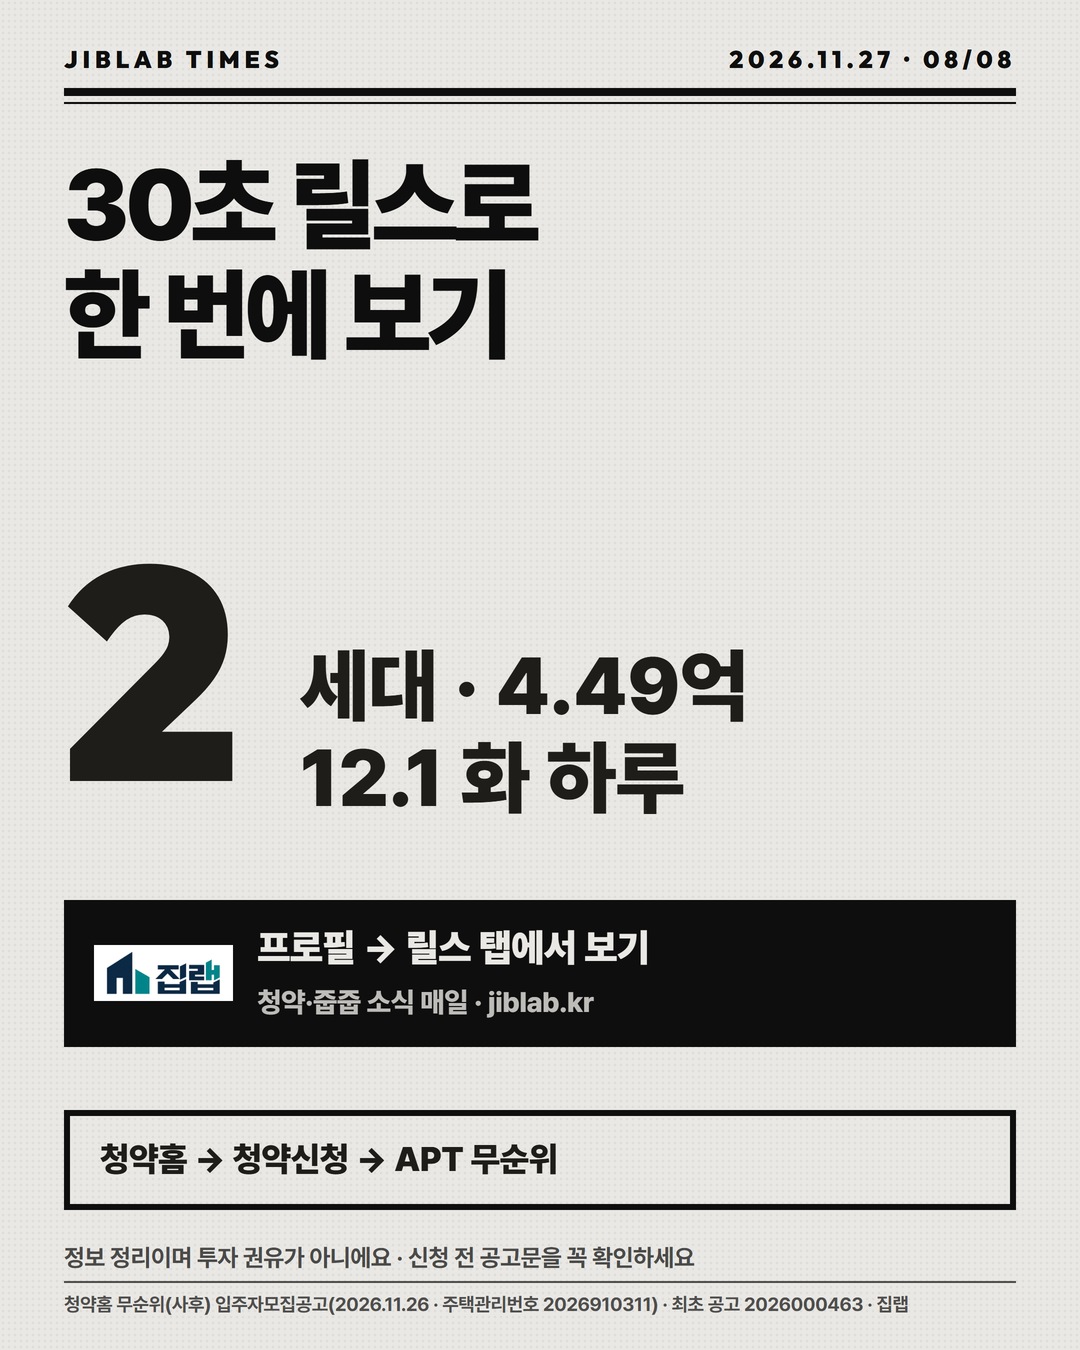 JIBLAB TIMES
2026.11.27 · 08/08
30초 릴스로
한 번에 보기
2
세대 · 4.49억
12.1 화 하루
집랩
프로필 → 릴스 탭에서 보기
청약·줍줍 소식 매일 · jiblab.kr
청약홈 → 청약신청 → APT 무순위
정보 정리이며 투자 권유가 아니에요 · 신청 전 공고문을 꼭 확인하세요
청약홈 무순위(사후) 입주자모집공고(2026.11.26 · 주택관리번호 2026910311) · 최초 공고 2026000463 · 집랩